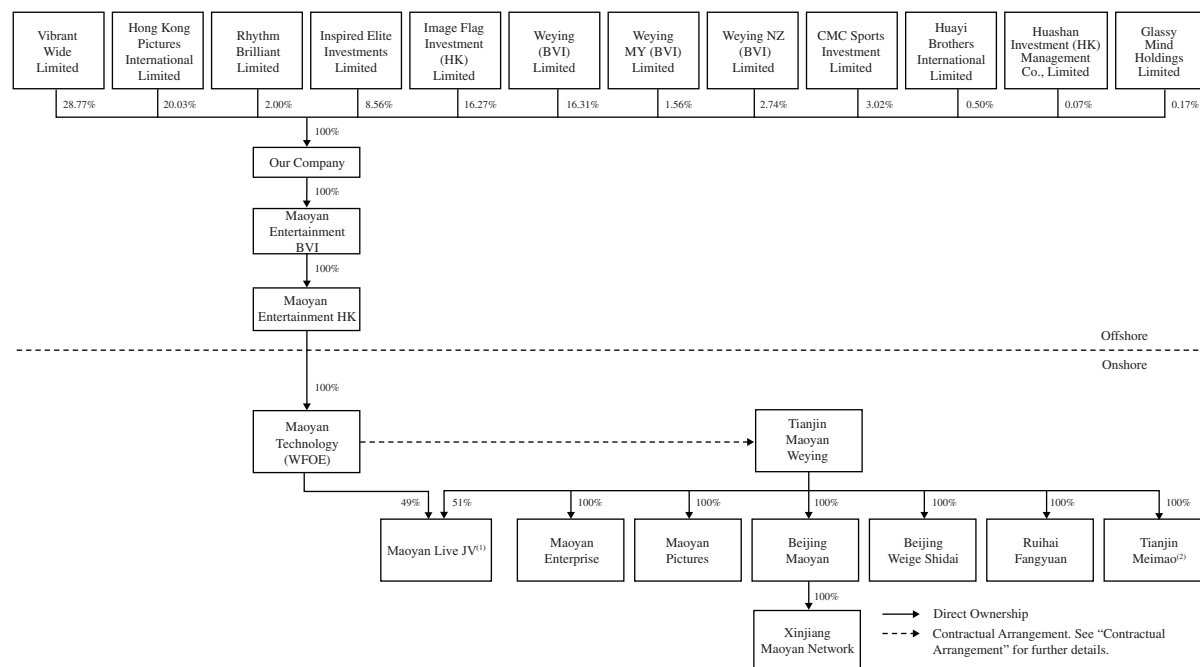 Vibrant
Wide
Limited
Hong Kong
Pictures
International
Limited
Rhythm
Brilliant
Limited
Inspired Elite
Investments
Limited
Image Flag
Investment
(HK)
Limited
Weying
(BVI)
Limited
Weying
MY (BVI)
Limited
Weying NZ
(BVI)
Limited
CMC Sports
Investment
Limited
Huayi
Brothers
International
Limited
Huashan
Investment (HK)
Management
Co., Limited
Glassy
Mind
Holdings
Limited
28.77%
20.03%
2.00%
8.56%
16.27%
16.31%
1.56%
2.74%
3.02%
0.50%
0.07%
0.17%
100%
Our Company
100%
Maoyan
Entertainment
BVI
100%
Maoyan
Entertainment HK
Offshore
Onshore
100%
Maoyan
Technology
(WFOE)
Tianjin
Maoyan
Weying
49%
51%
100%
100%
100%
100%
100%
100%
Maoyan Live JV(1)
Maoyan
Enterprise
Maoyan
Pictures
Beijing
Maoyan
Beijing
Weige Shidai
Ruihai
Fangyuan
Tianjin
Meimao(2)
100%
Xinjiang
Maoyan Network
Direct Ownership
Contractual Arrangement. See “Contractual
Arrangement” for further details.